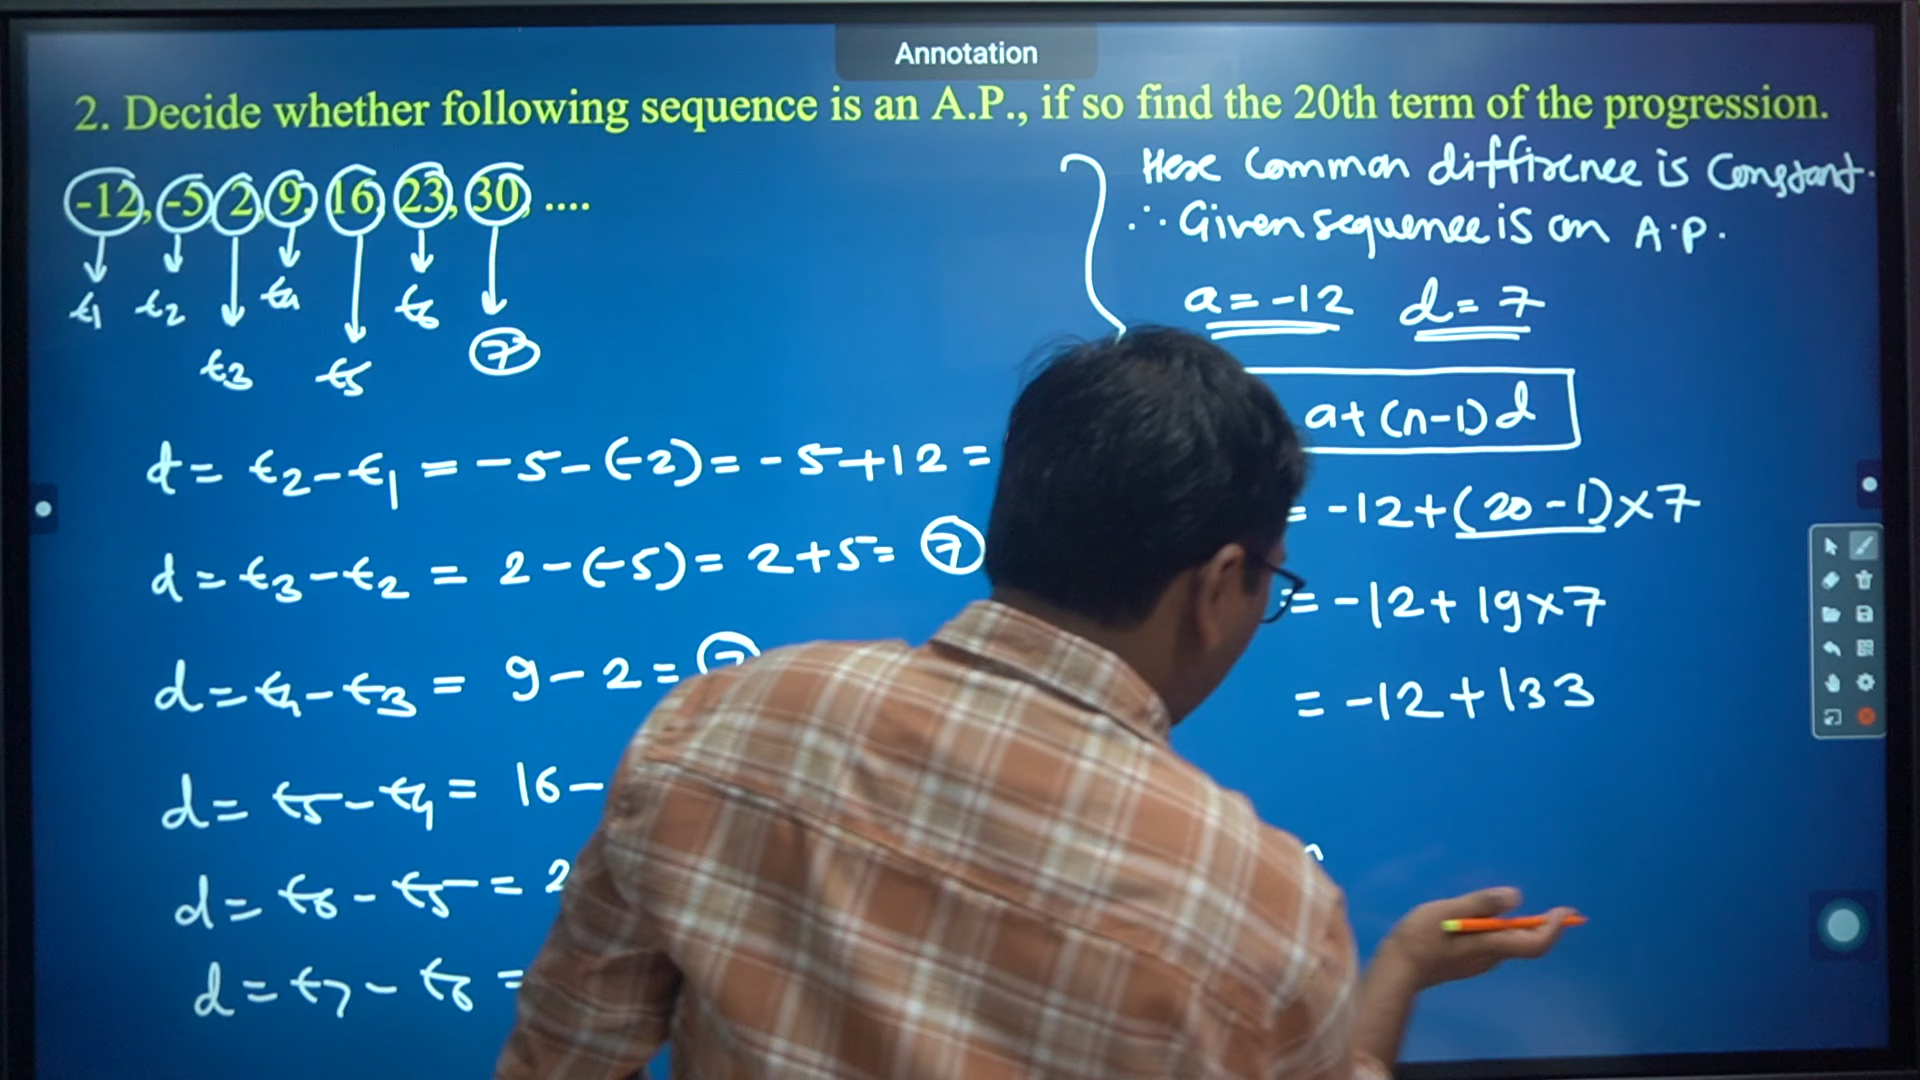 Annotation
2. Decide whether following sequence is an A.P., if so find the 20th term of the progression.
-12, -5 2, 9, 16, 23, 30, ....
t1 t2 t3 t4 t5 t6 7
d = t2 - t1 = -5 - (-2) = -5 + 12 =
d = t3 - t2 = 2 - (-5) = 2 + 5 = 7
d = t4 - t3 = 9 - 2 = 7
d = t5 - t4 = 16 -
d = t6 - t5 = 2
d = t7 - t6 =
Here Common difference is Constant.
∴ Given sequence is an A.P.
a = -12 d = 7
a + (n-1) d
= -12 + (20 - 1) × 7
= -12 + 19 × 7
= -12 + 133